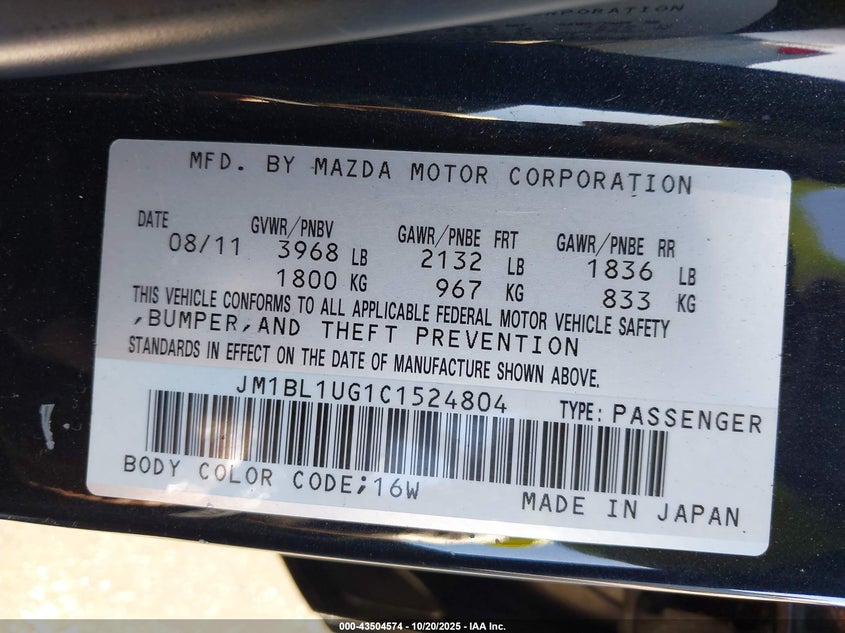 CORPORATION
MFD. BY MAZDA MOTOR CORPORATION
DATE GVWR/PNBV GAWR/PNBE FRT GAWR/PNBE RR
08/11 3968 LB 2132 LB 1836 LB
1800 KG 967 KG 833 KG
THIS VEHICLE CONFORMS TO ALL APPLICABLE FEDERAL MOTOR VEHICLE SAFETY
,BUMPER,AND THEFT PREVENTION
STANDARDS IN EFFECT ON THE DATE OF MANUFACTURE SHOWN ABOVE.
JM1BL1UG1C1524804 TYPE: PASSENGER
BODY COLOR CODE;16W
MADE IN JAPAN
000-43504574 - 10/20/2025 - IAA Inc.